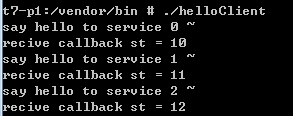 t7-p1:/vendor/bin # ./helloClient
say hello to service 0 ~
recive callback st = 10
say hello to service 1 ~
recive callback st = 11
say hello to service 2 ~
recive callback st = 12